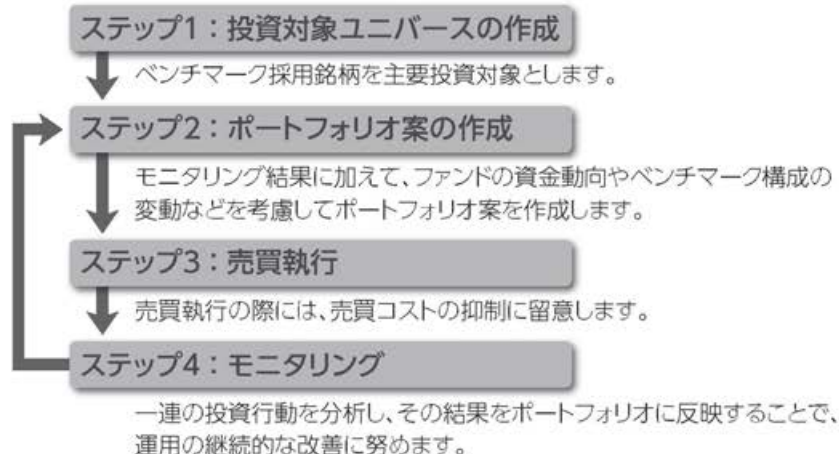 ステップ1：投資対象ユニバースの作成
ベンチマーク採用銘柄を主要投資対象とします。
ステップ2：ポートフォリオ案の作成
モニタリング結果に加えて、ファンドの資金動向やベンチマーク構成の
変動などを考慮してポートフォリオ案を作成します。
ステップ3：売買執行
売買執行の際には、売買コストの抑制に留意します。
ステップ4：モニタリング
一連の投資行動を分析し、その結果をポートフォリオに反映することで、
運用の継続的な改善に努めます。